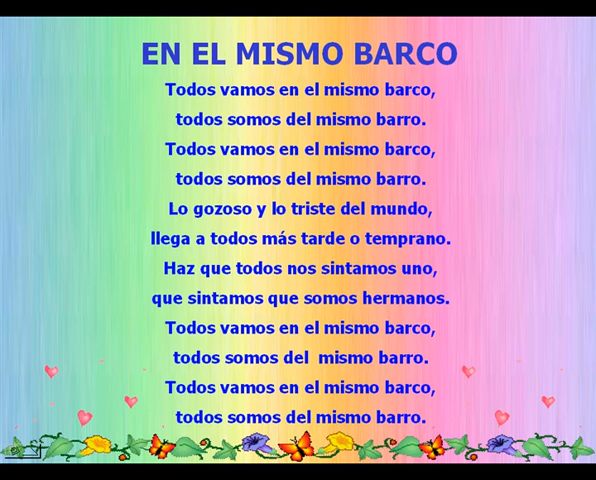 EN EL MISMO BARCO
Todos vamos en el mismo barco,
todos somos del mismo barro.
Todos vamos en el mismo barco,
todos somos del mismo barro.
Lo gozoso y lo triste del mundo,
llega a todos más tarde o temprano.
Haz que todos nos sintamos uno,
que sintamos que somos hermanos.
Todos vamos en el mismo barco,
todos somos del  mismo barro.
Todos vamos en el mismo barco,
todos somos del mismo barro.